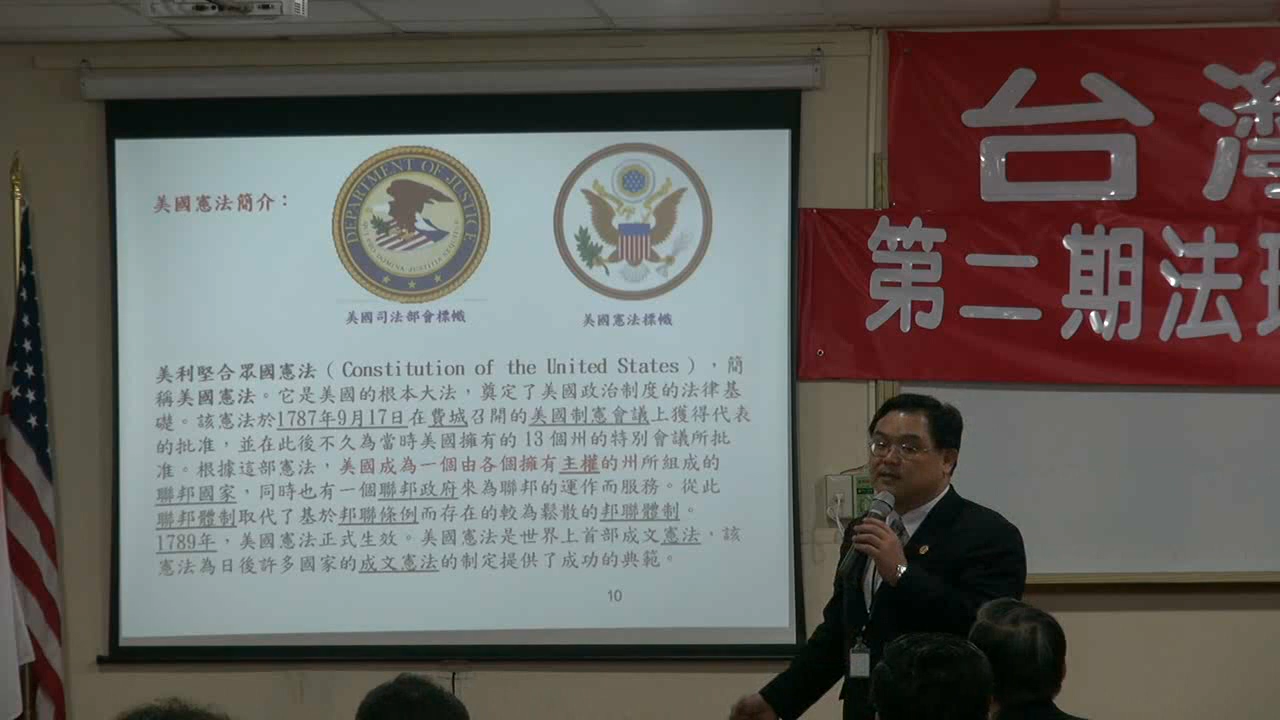 美國憲法簡介：
DEPARTMENT OF JUSTICE
美國司法部會標幟
美國憲法標幟
美利堅合眾國憲法（Constitution of the United States），簡
稱美國憲法。它是美國的根本大法，奠定了美國政治制度的法律基
礎。該憲法於1787年9月17日在費城召開的美國制憲會議上獲得代表
的批准，並在此後不久為當時美國擁有的 13 個州的特別會議所批
准。根據這部憲法，美國成為一個由各個擁有主權的州所組成的
聯邦國家，同時也有一個聯邦政府來為聯邦的運作而服務。從此
聯邦體制取代了基於邦聯條例而存在的較為鬆散的邦聯體制。
1789年，美國憲法正式生效。美國憲法是世界上首部成文憲法，該
憲法為日後許多國家的成文憲法的制定提供了成功的典範。
10
台灣
第二期法理